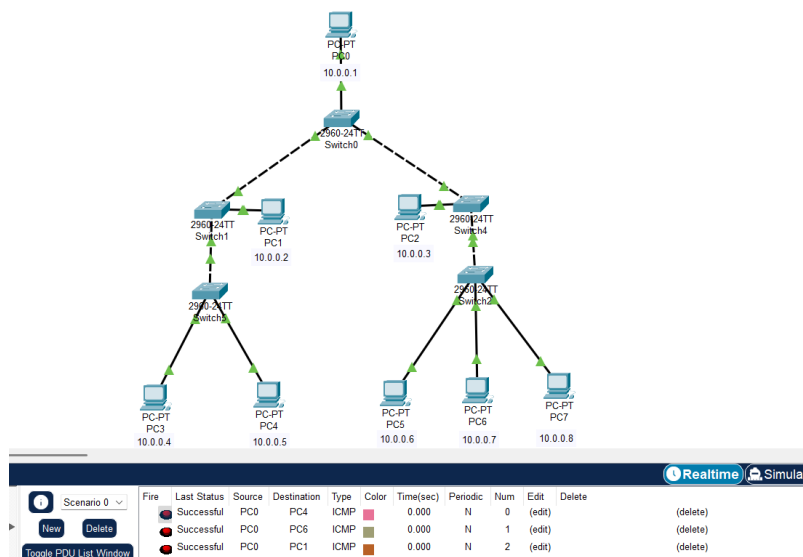 PC-PT
PC0
10.0.0.1
2960-24TT
Switch0
2960-24TT
Switch1
PC-PT
PC1
10.0.0.2
PC-PT
PC2
10.0.0.3
2960-24TT
Switch4
2960-24TT
Switch5
2960-24TT
Switch2
PC-PT
PC3
10.0.0.4
PC-PT
PC4
10.0.0.5
PC-PT
PC5
10.0.0.6
PC-PT
PC6
10.0.0.7
PC-PT
PC7
10.0.0.8
Realtime Simula
Scenario 0
New Delete
Toggle PDU List Window
Fire Last Status Source Destination Type Color Time(sec) Periodic Num Edit Delete
Successful PC0 PC4 ICMP 0.000 N 0 (edit) (delete)
Successful PC0 PC6 ICMP 0.000 N 1 (edit) (delete)
Successful PC0 PC1 ICMP 0.000 N 2 (edit) (delete)